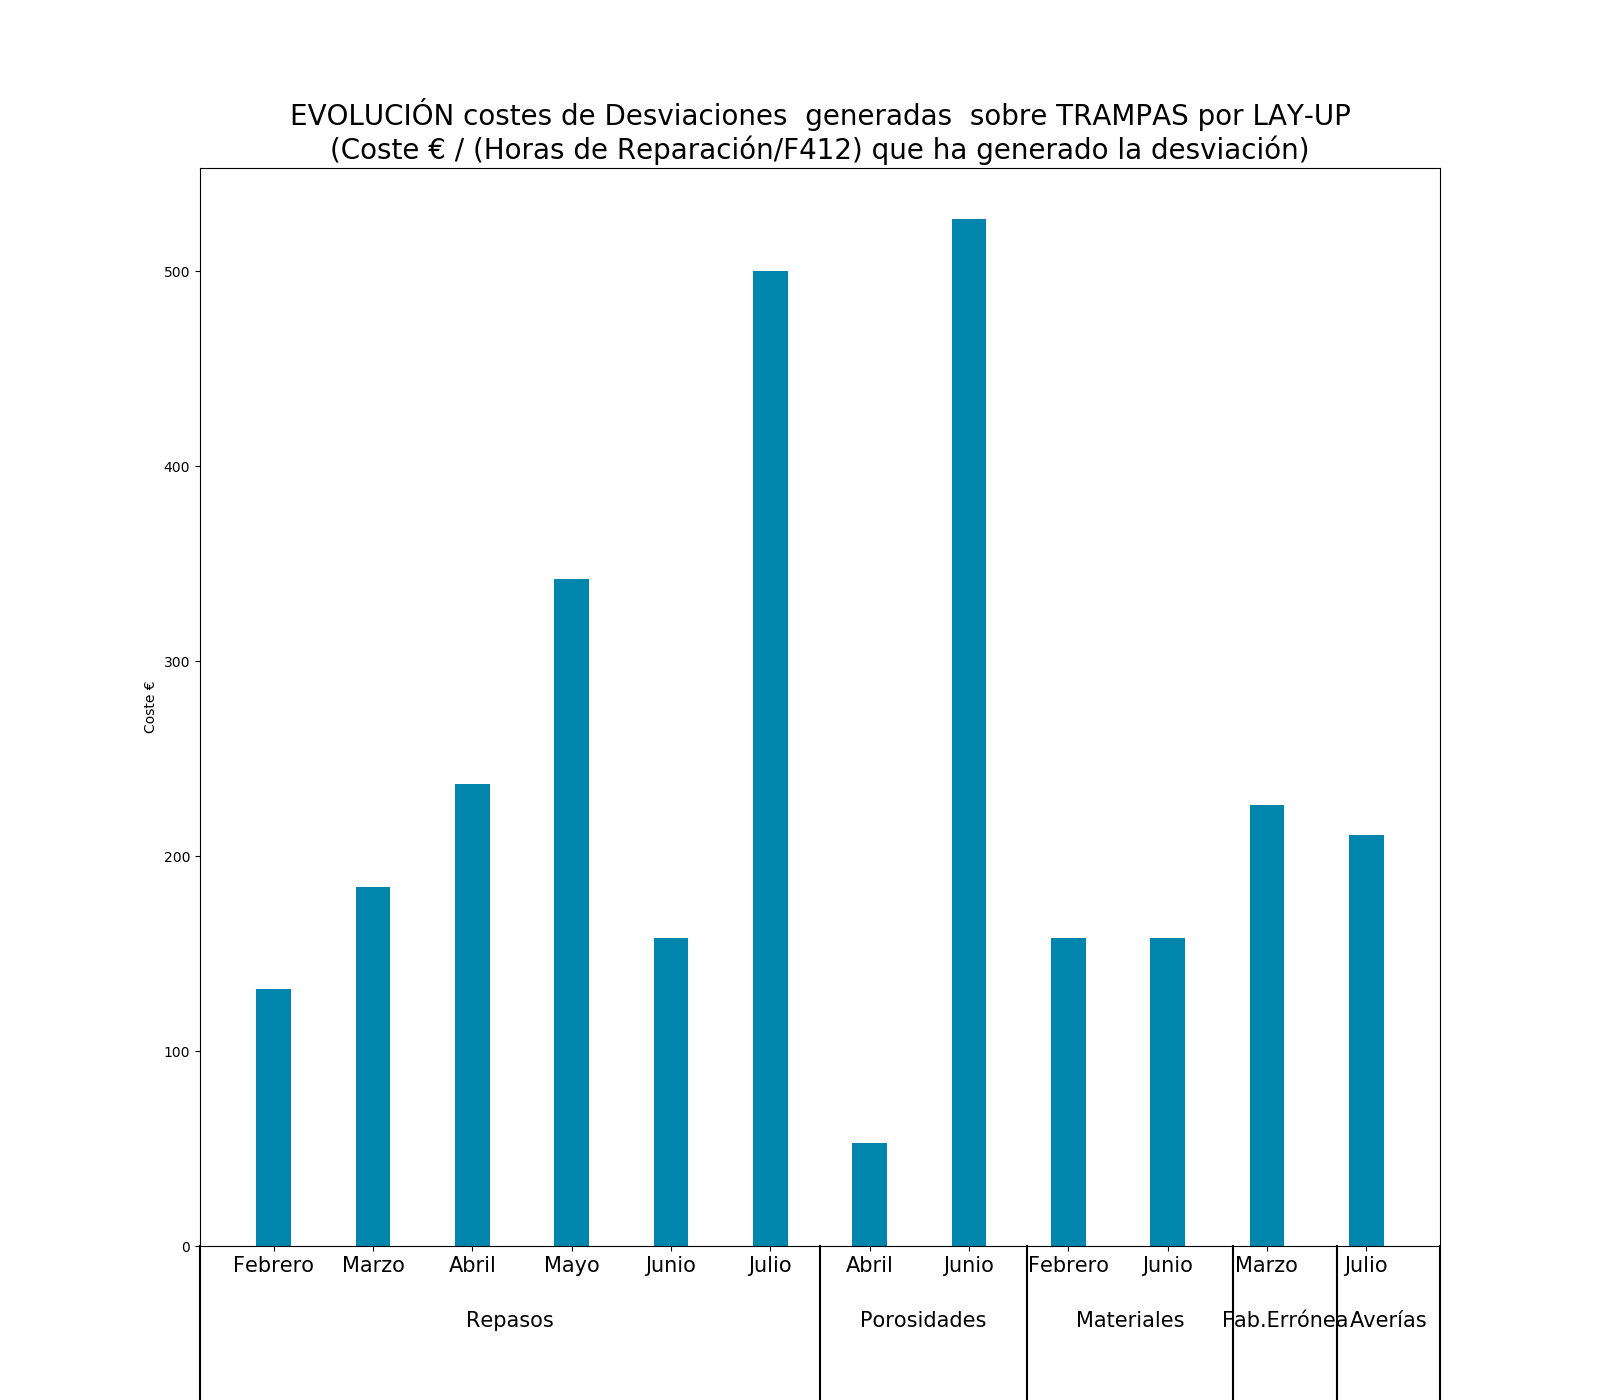 EVOLUCIÓN costes de Desviaciones  generadas  sobre TRAMPAS por LAY-UP
(Coste € / (Horas de Reparación/F412) que ha generado la desviación)
500
400
300
200
100
0
Coste €
Febrero Marzo Abril Mayo Junio Julio Abril Junio Febrero Junio Marzo Julio
Repasos Porosidades Materiales Fab.Errónea Averías